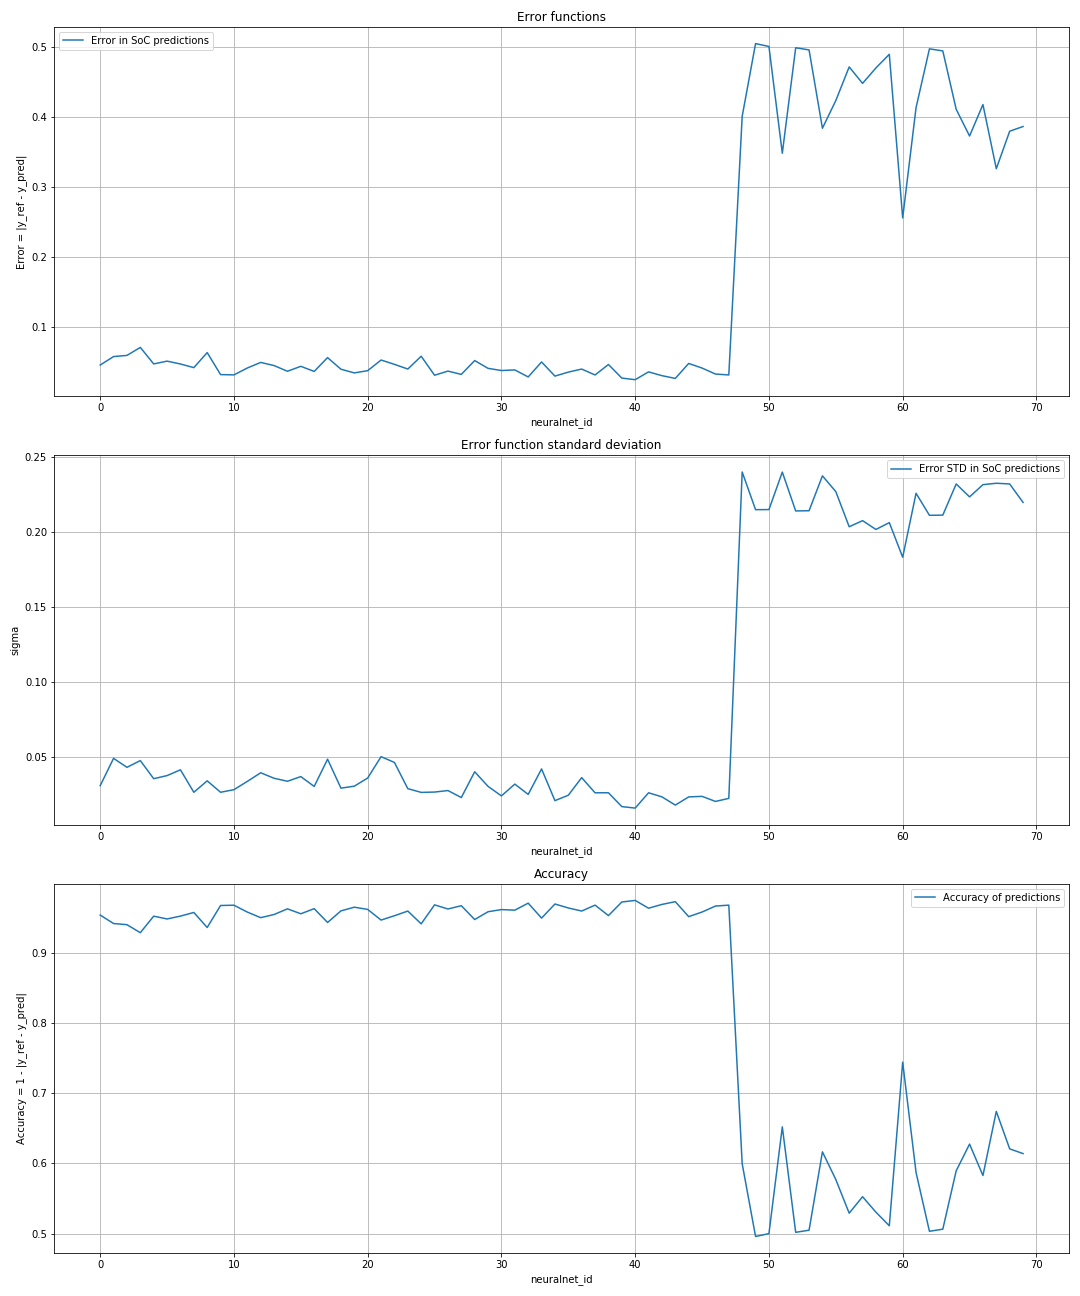 Error functions
Error in SoC predictions
0.5
0.4
0.3
0.2
0.1
Error = |y_ref - y_pred|
0 10 20 30 40 50 60 70
neuralnet_id
Error function standard deviation
Error STD in SoC predictions
0.25
0.20
0.15
0.10
0.05
sigma
0 10 20 30 40 50 60 70
neuralnet_id
Accuracy
Accuracy of predictions
0.9
0.8
0.7
0.6
0.5
Accuracy = 1 - |y_ref - y_pred|
0 10 20 30 40 50 60 70
neuralnet_id